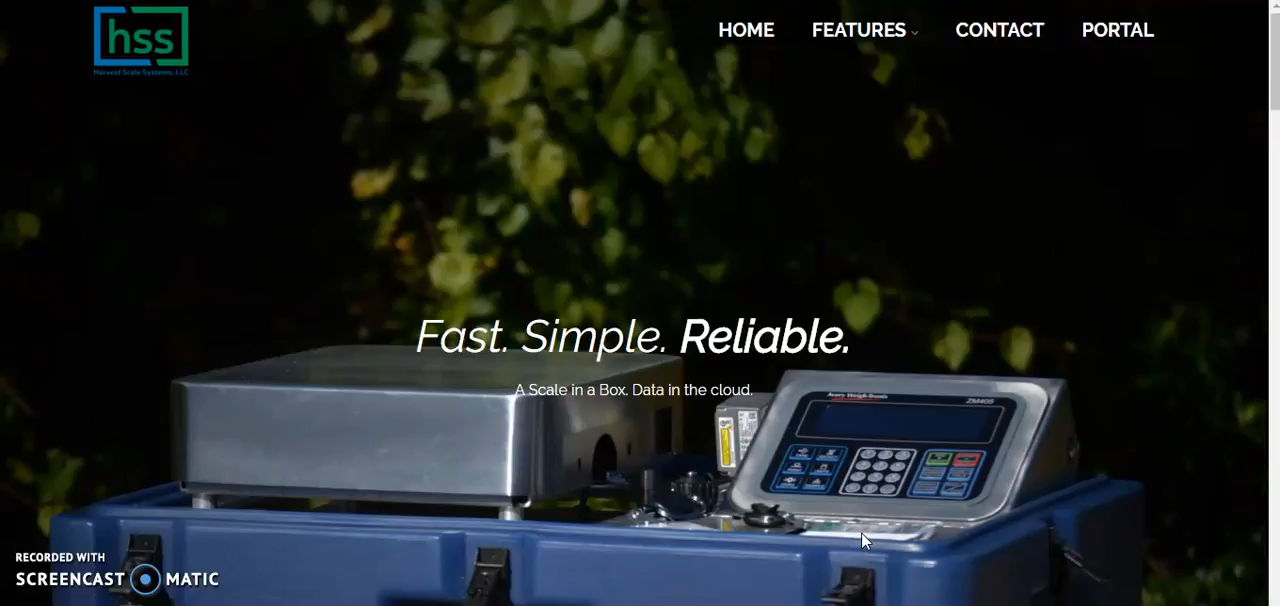 hss
Harvest Scale Systems, LLC
HOME
FEATURES
CONTACT
PORTAL
Fast. Simple. Reliable.
A Scale in a Box. Data in the cloud.
Avery Weigh-Tronix
ZM405
RECORDED WITH
SCREENCAST MATIC